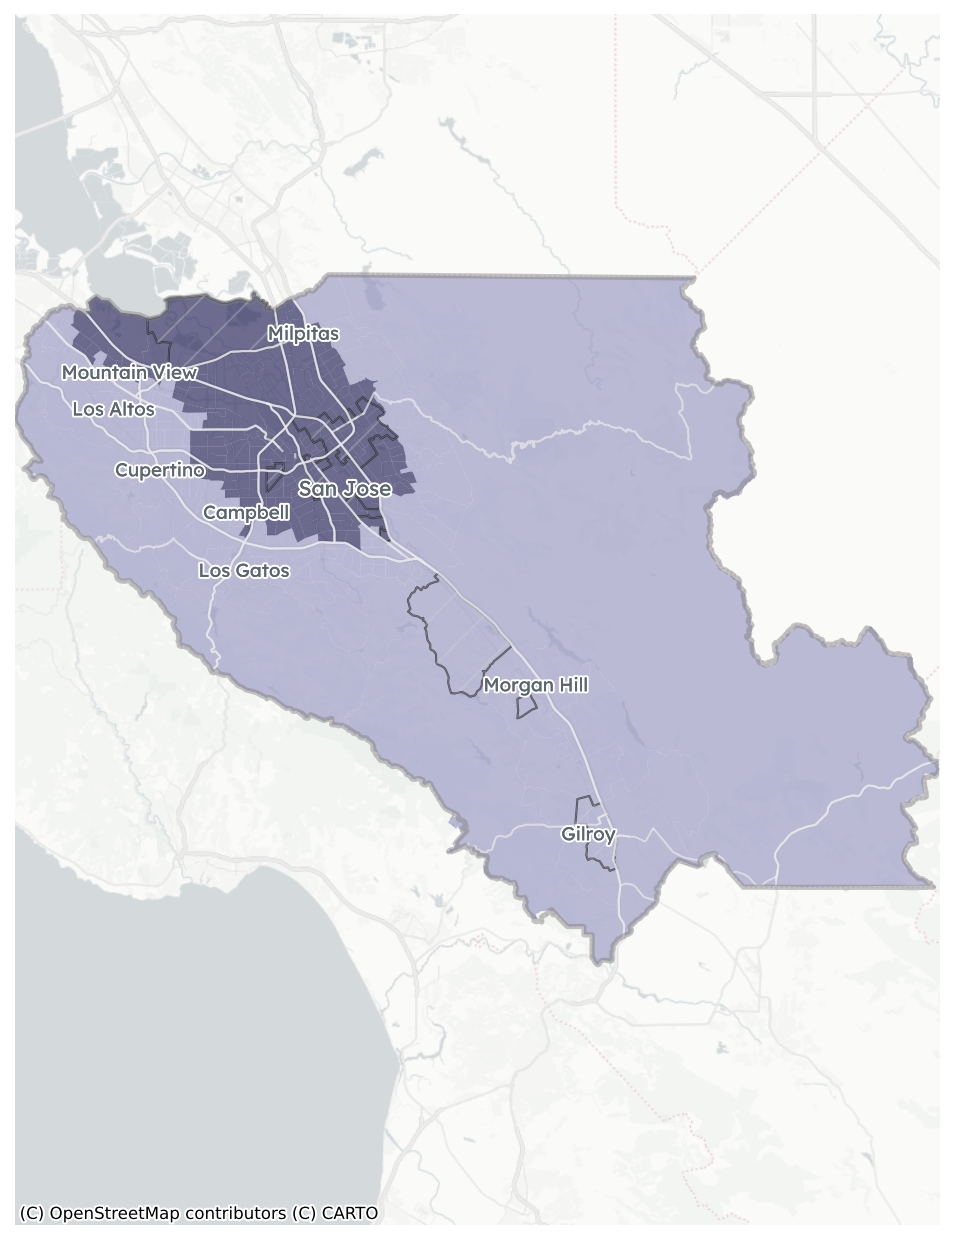 Milpitas
Mountain View
Los Altos
Cupertino
San Jose
Campbell
Los Gatos
Morgan Hill
Gilroy
(C) OpenStreetMap contributors (C) CARTO